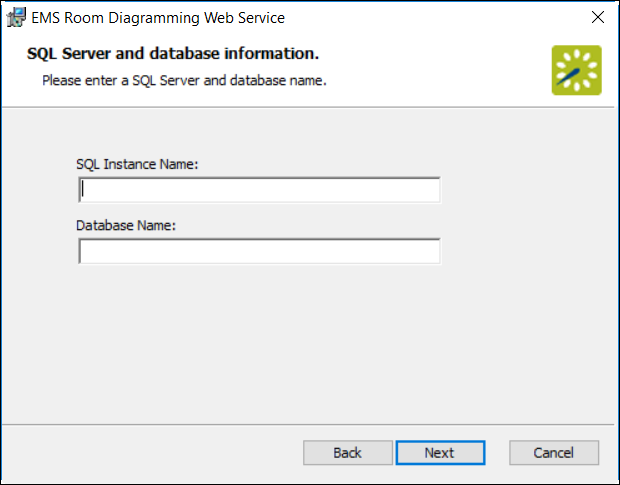 EMS Room Diagramming Web Service
SQL Server and database information.
Please enter a SQL Server and database name.
SQL Instance Name:
Database Name:
Back Next Cancel